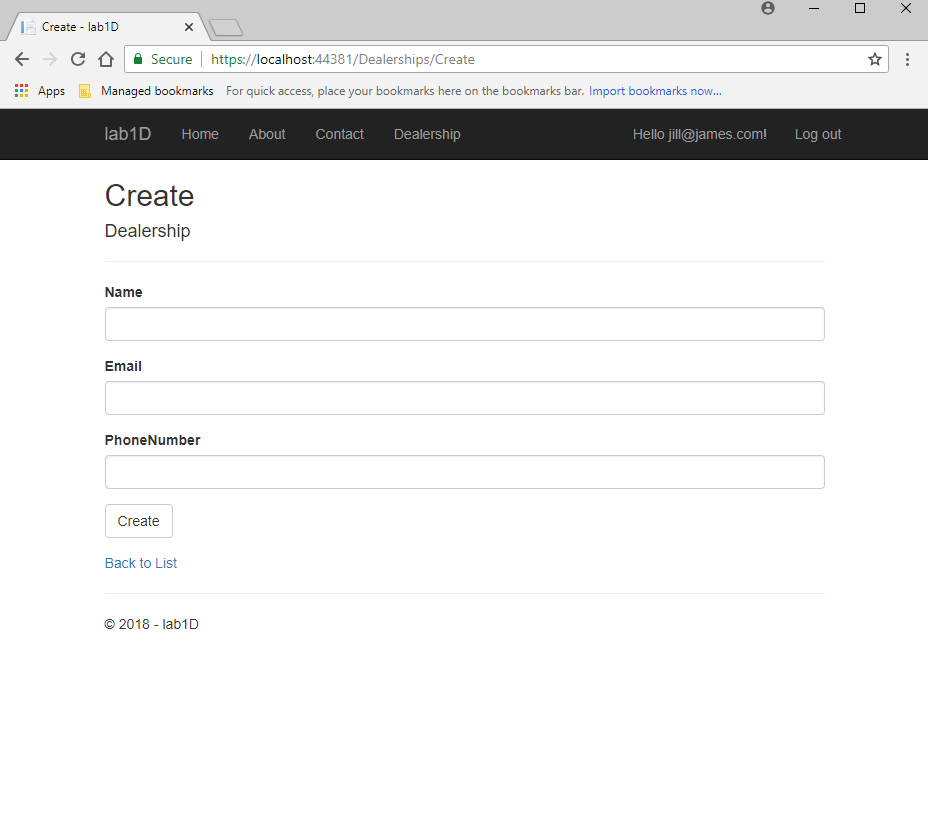 Create - lab1D
Secure https://localhost:44381/Dealerships/Create
Apps Managed bookmarks For quick access, place your bookmarks here on the bookmarks bar. Import bookmarks now...
lab1D Home About Contact Dealership Hello jill@james.com! Log out
Create
Dealership
Name
Email
PhoneNumber
Create
Back to List
© 2018 - lab1D